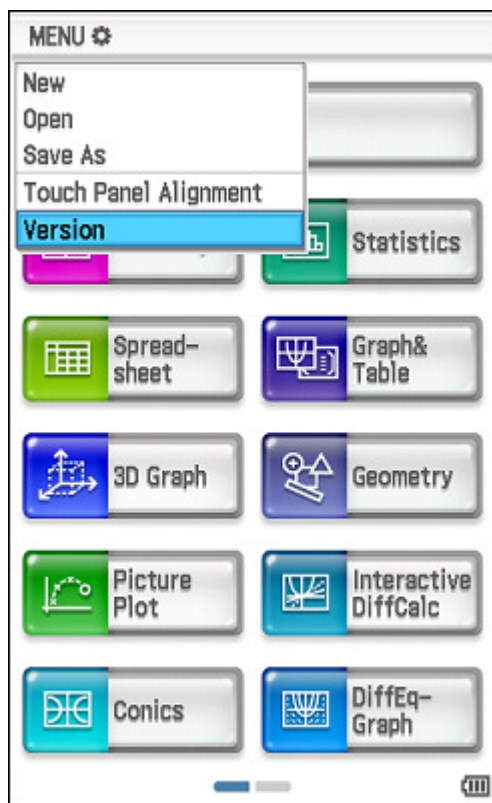 MENU
New
Open
Save As
Touch Panel Alignment
Version
Statistics
Spread-
sheet
Graph&
Table
3D Graph
Geometry
Picture
Plot
Interactive
DiffCalc
Conics
DiffEq-
Graph